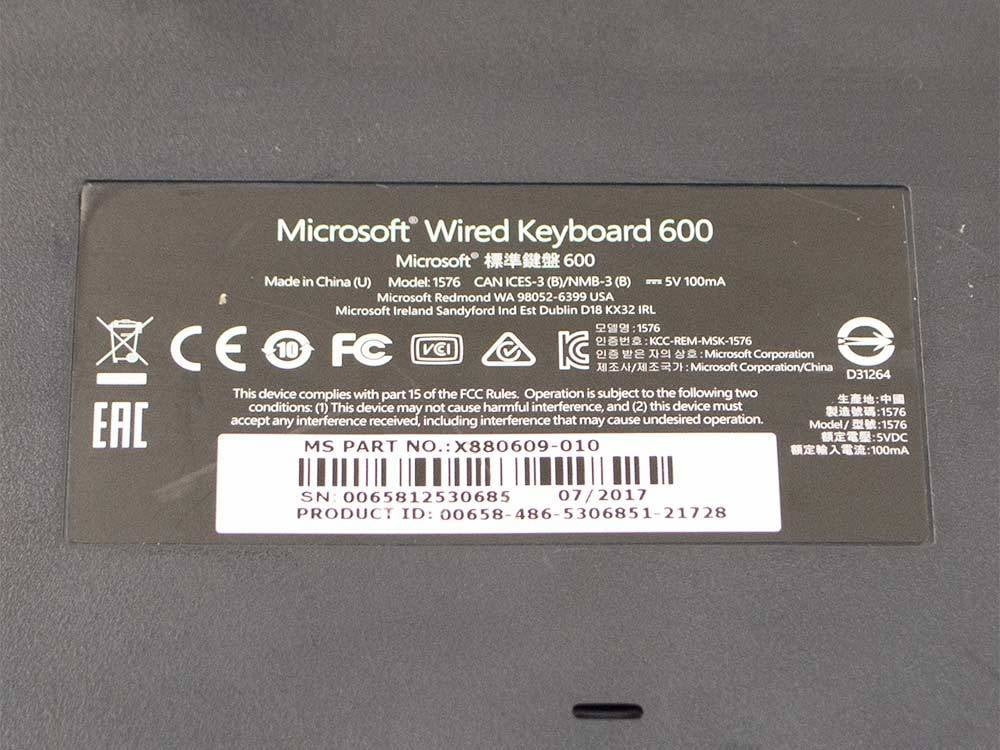 Microsoft® Wired Keyboard 600
Microsoft® 標準鍵盤 600
Made in China (U) Model: 1576 CAN ICES-3 (B)/NMB-3 (B) ⎓ 5V 100mA
Microsoft Redmond WA 98052-6399 USA
Microsoft Ireland Sandyford Ind Est Dublin D18 KX32 IRL
CE 10 FC VCI
모델명 : 1576
인증번호 : KCC-REM-MSK-1576
인증 받은 자의 상호 : Microsoft Corporation
제조사/제조국가 : Microsoft Corporation/China
D31264
EAC
This device complies with part 15 of the FCC Rules. Operation is subject to the following two
conditions: (1) This device may not cause harmful interference, and (2) this device must
accept any interference received, including interference that may cause undesired operation.
生產地:中國
製造號碼:1576
Model/ 型號:1576
額定電壓:5VDC
額定輸入電流:100mA
MS PART NO.:X880609-010
SN: 0065812530685 07/2017
PRODUCT ID: 00658-486-5306851-21728